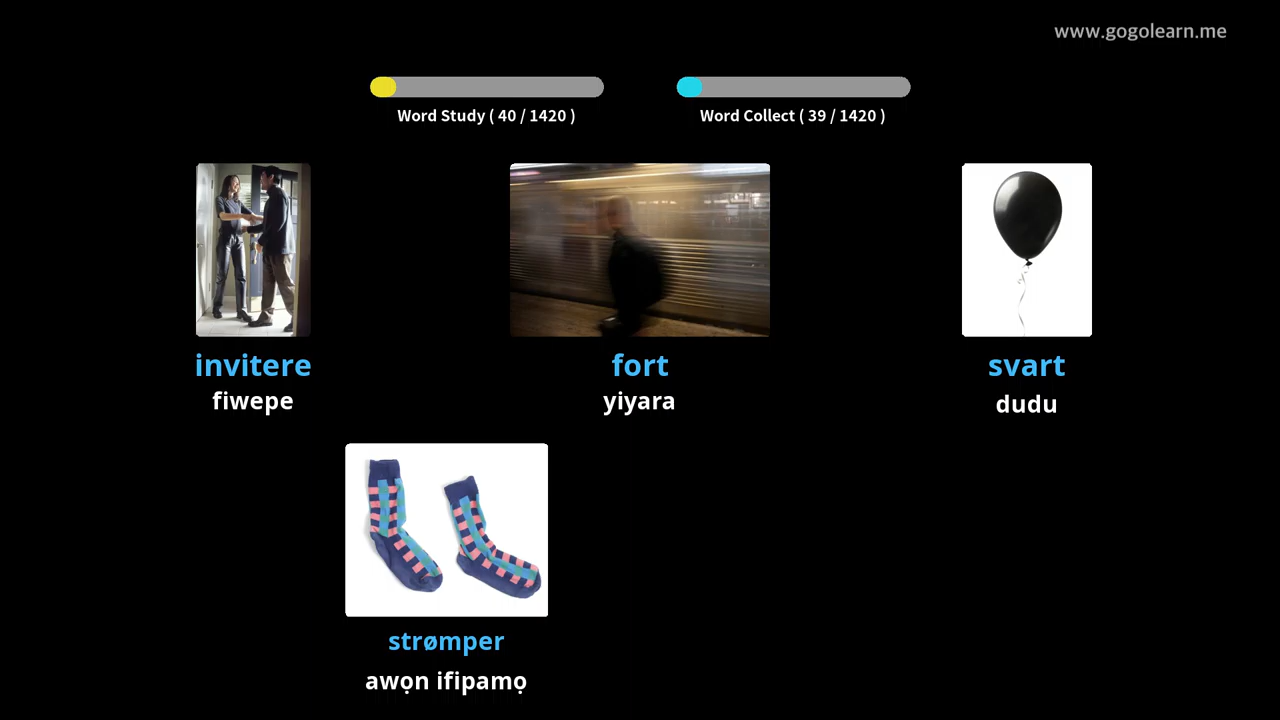 www.gogolearn.me
Word Study ( 40 / 1420 )
Word Collect ( 39 / 1420 )
invitere
fiwepe
fort
yiyara
svart
dudu
strømper
awọn ifipamọ